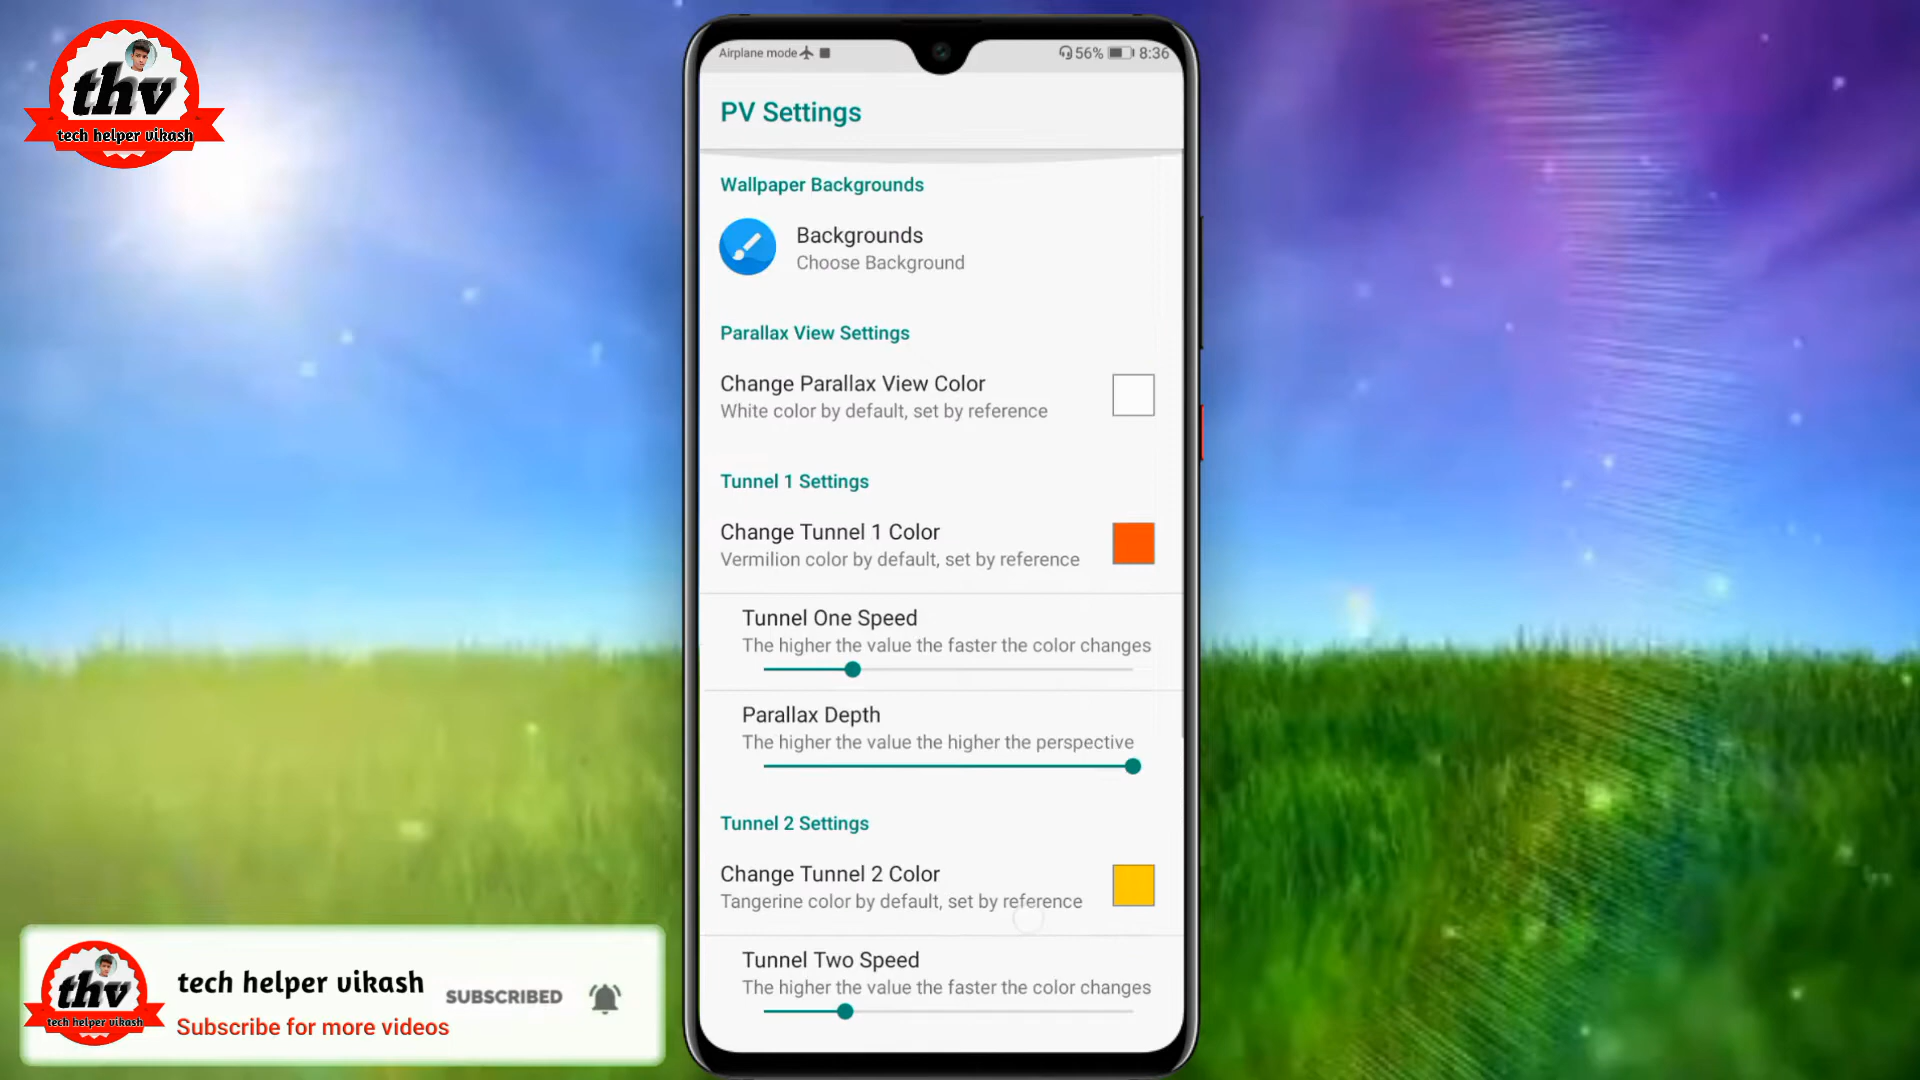 thv
tech helper vikash
Airplane mode
56% 8:36
PV Settings
Wallpaper Backgrounds
Backgrounds
Choose Background
Parallax View Settings
Change Parallax View Color
White color by default, set by reference
Tunnel 1 Settings
Change Tunnel 1 Color
Vermilion color by default, set by reference
Tunnel One Speed
The higher the value the faster the color changes
Parallax Depth
The higher the value the higher the perspective
Tunnel 2 Settings
Change Tunnel 2 Color
Tangerine color by default, set by reference
Tunnel Two Speed
The higher the value the faster the color changes
thv
tech helper vikash
tech helper vikash
SUBSCRIBED
Subscribe for more videos